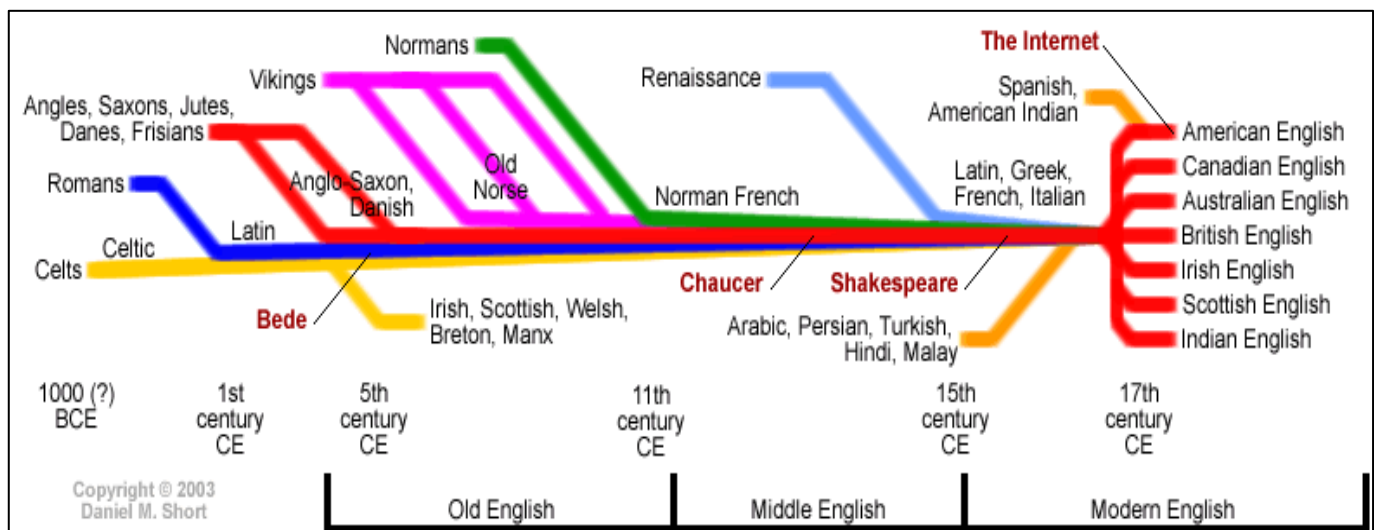 Normans
The Internet
Vikings
Renaissance
Spanish,
American Indian
Angles, Saxons, Jutes,
Danes, Frisians
American English
Canadian English
Romans
Anglo-Saxon,
Danish
Old
Norse
Norman French
Latin, Greek,
French, Italian
Australian English
Latin
British English
Celtic
Celts
Chaucer
Shakespeare
Irish English
Bede
Irish, Scottish, Welsh,
Breton, Manx
Arabic, Persian, Turkish,
Hindi, Malay
Scottish English
Indian English
1000 (?)
BCE
1st
century
CE
5th
century
CE
11th
century
CE
15th
century
CE
17th
century
CE
Copyright © 2003
Daniel M. Short
Old English
Middle English
Modern English